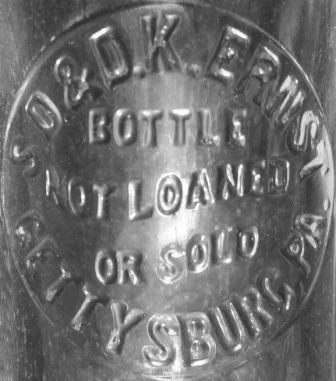 S.D & D.K. ERNST
BOTTLE
NOT LOANED
OR SOLD
GETTYSBURG, PA.